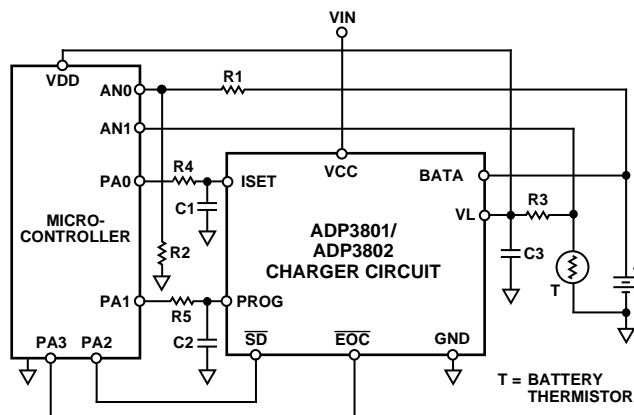 VIN
VDD
AN0
R1
AN1
R4
PA0
ISET
VCC
BATA
C1
R3
VL
MICRO-
CONTROLLER
ADP3801/
ADP3802
CHARGER CIRCUIT
R2
C3
T
PA1
R5
PROG
C2
PA3
PA2
SD
EOC
GND
T = BATTERY
THERMISTOR